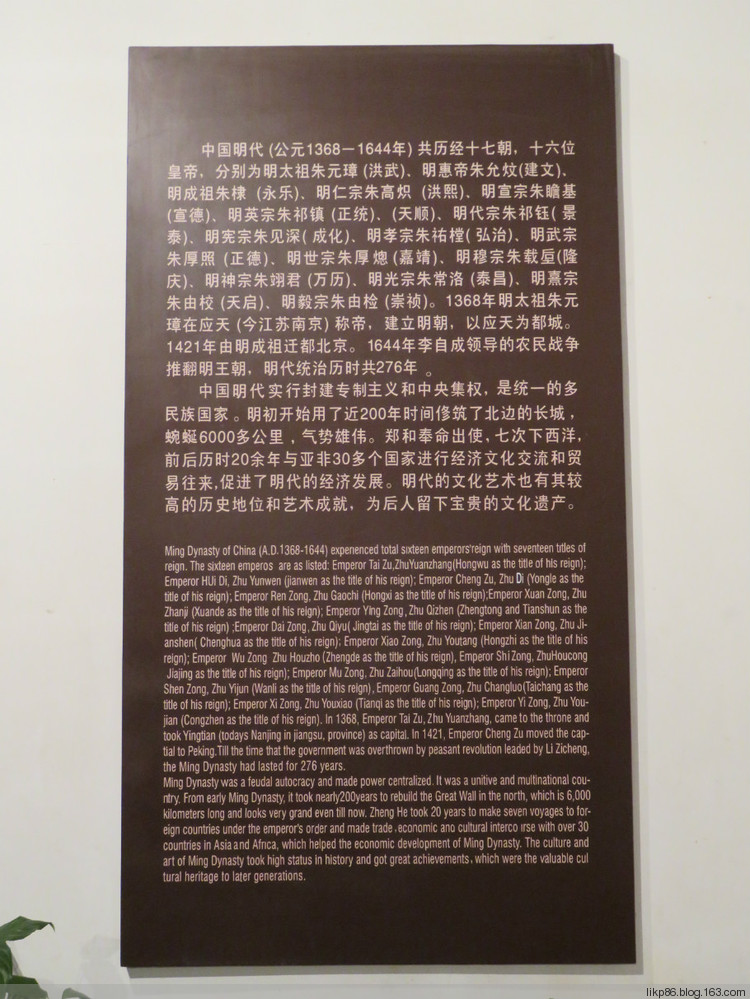 中国明代 (公元1368－1644年) 共历经十七朝，十六位
皇帝，分别为明太祖朱元璋 (洪武)、明惠帝朱允炆(建文)、
明成祖朱棣 (永乐)、明仁宗朱高炽 (洪熙)、明宣宗朱瞻基
(宣德)、明英宗朱祁镇 (正统)、(天顺)、明代宗朱祁钰( 景
泰)、明宪宗朱见深( 成化)、明孝宗朱祐樘( 弘治)、明武宗
朱厚照 (正德)、明世宗朱厚熜 (嘉靖)、明穆宗朱载垕(隆
庆)、明神宗朱翊君 (万历)、明光宗朱常洛 (泰昌)、明熹宗
朱由校 (天启)、明毅宗朱由检 (崇祯)。1368年明太祖朱元
璋在应天 (今江苏南京) 称帝，建立明朝，以应天为都城。
1421年由明成祖迁都北京。1644年李自成领导的农民战争
推翻明王朝，明代统治历时共276年 。
中国明代实行封建专制主义和中央集权，是统一的多
民族国家 。明初开始用了近200年时间修筑了北边的长城，
蜿蜒6000多公里，气势雄伟。郑和奉命出使，七次下西洋，
前后历时20余年与亚非30多个国家进行经济文化交流和贸
易往来,促进了明代的经济发展。明代的文化艺术也有其较
高的历史地位和艺术成就，为后人留下宝贵的文化遗产。
Ming Dynasty of China (A.D.1368-1644) expenenced total sixteen emperors'reign with seventeen titles of
reign. The sixteen emperos are as listed: Emperor Tai Zu,ZhuYuanzhang(Hongwu as the title of his reign);
Emperor HUi Di, Zhu Yunwen (jianwen as the title of his reign); Emperor Cheng Zu, Zhu Di (Yongle as the
title of his reign);Emperor Ren Zong, Zhu Gaochi (Hongxi as the title of his reign);Emperor Xuan Zong, Zhu
Zhanji (Xuande as the title of his reign); Emperor Ying Zong , Zhu Qizhen (Zhengtong and Tianshun as the
title of his reign) ;Emperor Dai Zong, Zhu Qiyu( Jingtai as the title of his reign); Emperor Xian Zong, Zhu Ji-
anshen( Chenghua as the title of his reign); Emperor Xiao Zong, Zhu Youtang (Hongzhi as the title of his
reign); Emperor Wu Zong Zhu Houzho (Zhengde as the title of his reign), Emperor Shi Zong, ZhuHoucong
Jiajing as the title of his reign); Emperor Mu Zong, Zhu Zaihou(Longqing as the title of his reign); Emperor
Shen Zong, Zhu Yijun (Wanli as the title of his reign), Emperor Guang Zong, Zhu Changluo(Taichang as the
title of his reign); Emperor Xi Zong, Zhu Youxiao (Tianqi as the title of his reign); Emperor Yi Zong, Zhu You-
jian (Congzhen as the title of his reign). In 1368, Emperor Tai Zu, Zhu Yuanzhang, came to the throne and
took Yingtian (todays Nanjing in jiangsu, province) as capital. In 1421, Emperor Cheng Zu moved the cap-
tial to Peking.Till the time that the government was overthrown by peasant revolution leaded by Li Zicheng,
the Ming Dynasty had lasted for 276 years.
Ming Dynasty was a feudal autocracy and made power centralized. It was a unitive and multinational cou-
ntry. From early Ming Dynasty, it took nearly200years to rebuild the Great Wall in the north, which is 6,000
kilometers long and looks very grand even till now. Zheng He took 20 years to make seven voyages to for-
eign countries under the emperor's order and made trade , economic and cultural interco rse with over 30
countries in Asia and Africa, which helped the economic development of Ming Dynasty. The culture and
art of Ming Dynasty took high status in history and got great achievements, which were the valuable cul
tural heritage to later generations.
likp86.blog.163.com